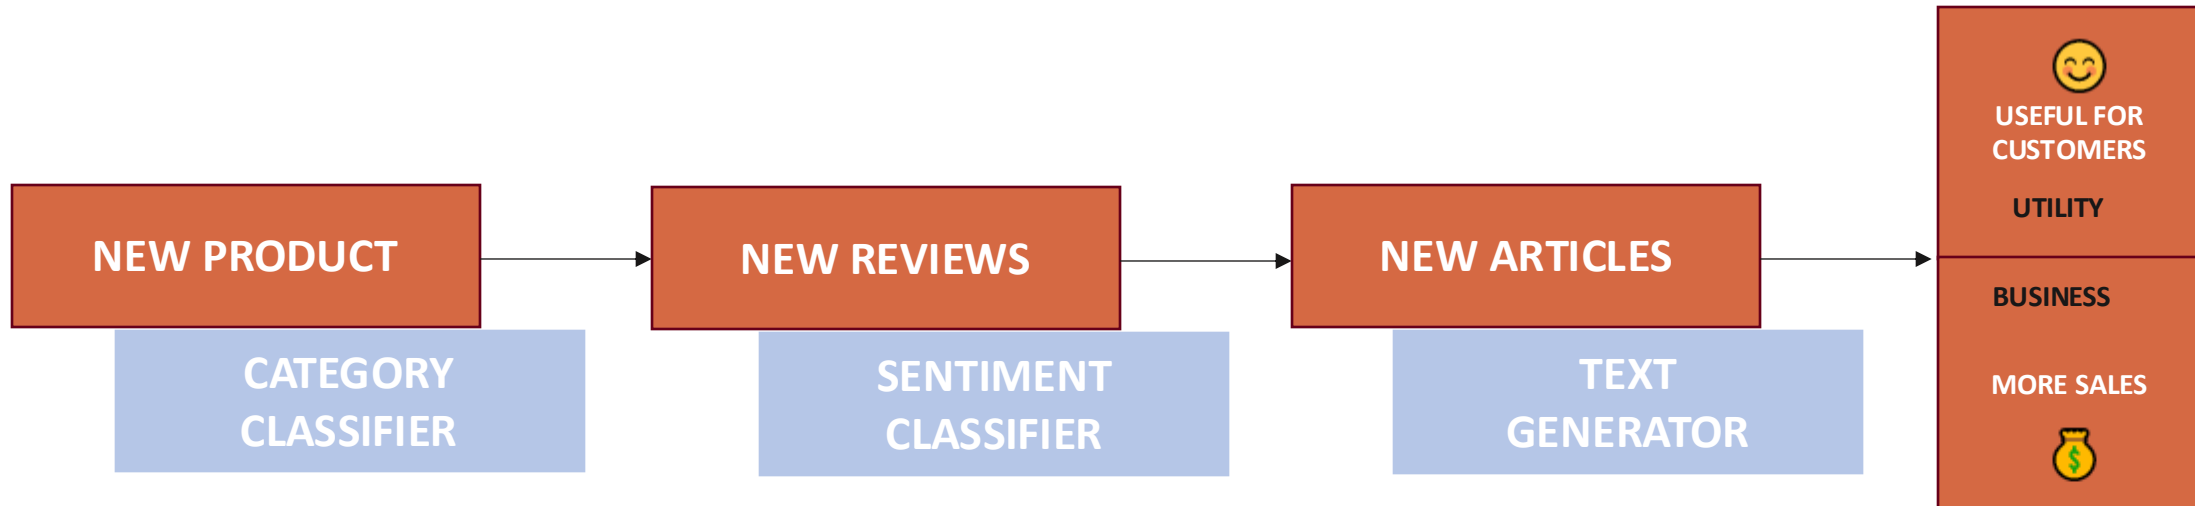 NEW PRODUCT
CATEGORY
CLASSIFIER
NEW REVIEWS
SENTIMENT
CLASSIFIER
NEW ARTICLES
TEXT
GENERATOR
USEFUL FOR
CUSTOMERS
UTILITY
BUSINESS
MORE SALES
$